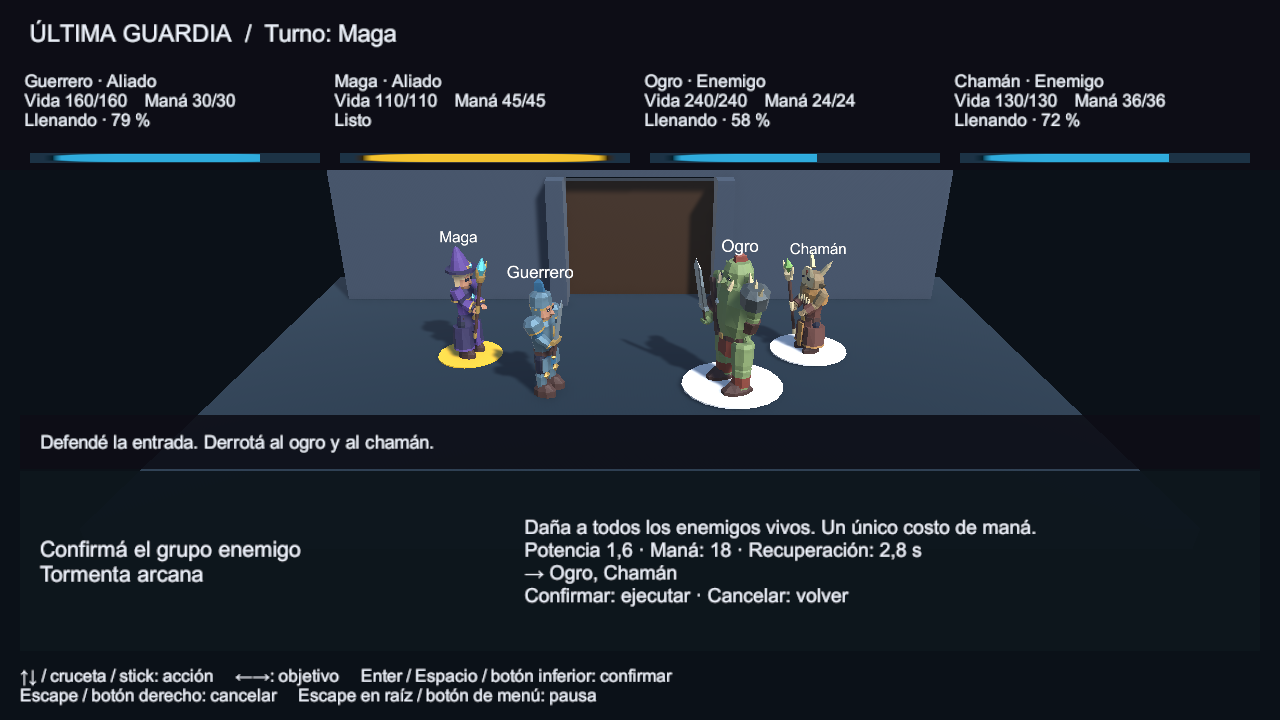 ÚLTIMA GUARDIA / Turno: Maga
Guerrero · Aliado
Vida 160/160 Maná 30/30
Llenando · 79 %
Maga · Aliado
Vida 110/110 Maná 45/45
Listo
Ogro · Enemigo
Vida 240/240 Maná 24/24
Llenando · 58 %
Chamán · Enemigo
Vida 130/130 Maná 36/36
Llenando · 72 %
Maga
Guerrero
Ogro
Chamán
Defendé la entrada. Derrotá al ogro y al chamán.
Confirmá el grupo enemigo
Tormenta arcana
Daña a todos los enemigos vivos. Un único costo de maná.
Potencia 1,6 · Maná: 18 · Recuperación: 2,8 s
→ Ogro, Chamán
Confirmar: ejecutar · Cancelar: volver
↑↓ / cruceta / stick: acción ←→: objetivo Enter / Espacio / botón inferior: confirmar
Escape / botón derecho: cancelar Escape en raíz / botón de menú: pausa